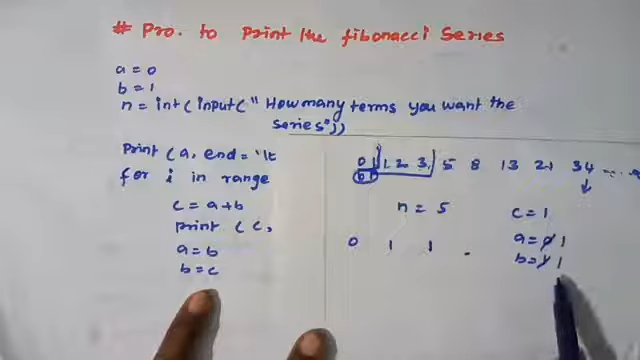 # Pro. to Print the fibonacci Series
a = 0
b = 1
n = int ( input ( " How many terms you want the
series"))
Print (a, end = '\t
for i in range
c = a+b
print (c,
a = b
b = c
0 1 1 2 3, 5 8 13 21 34 ....
n = 5
0 1 1 .
c = 1
a = 0 1
b = 1 1